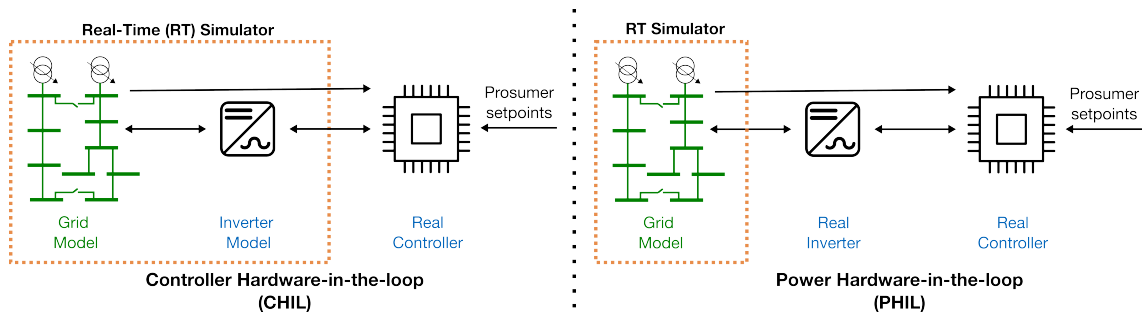 Real-Time (RT) Simulator
Prosumer
setpoints
Grid
Model
Inverter
Model
Real
Controller
Controller Hardware-in-the-loop
(CHIL)
RT Simulator
Prosumer
setpoints
Grid
Model
Real
Inverter
Real
Controller
Power Hardware-in-the-loop
(PHIL)